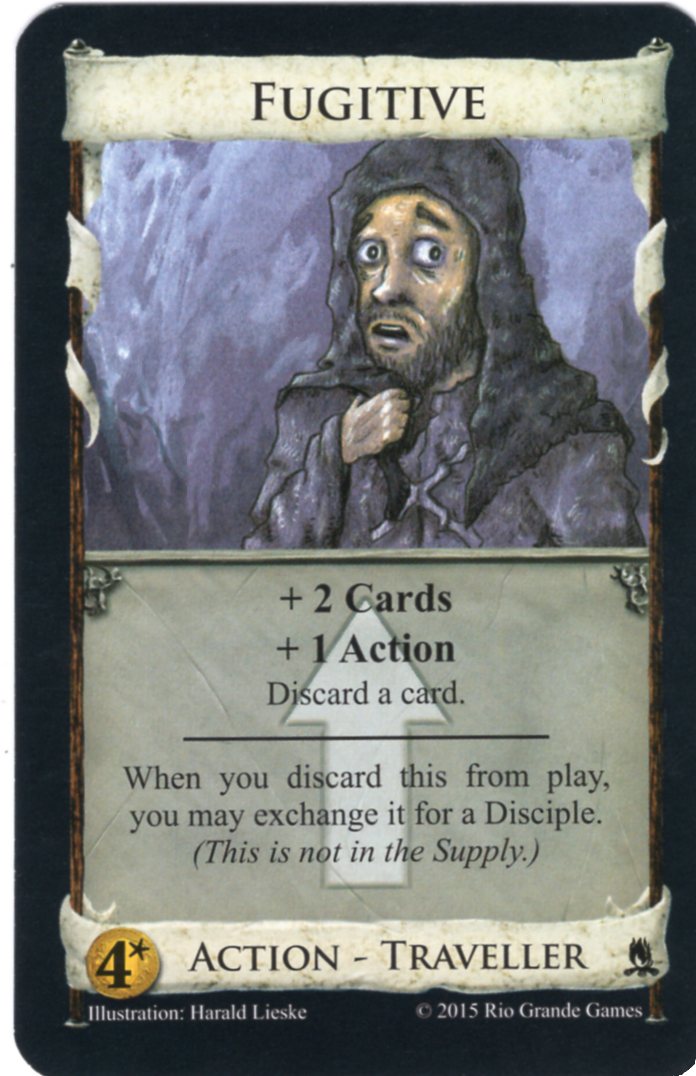 FUGITIVE
+ 2 Cards
+ 1 Action
Discard a card.
When you discard this from play,
you may exchange it for a Disciple.
(This is not in the Supply.)
4* ACTION - TRAVELLER
Illustration: Harald Lieske © 2015 Rio Grande Games